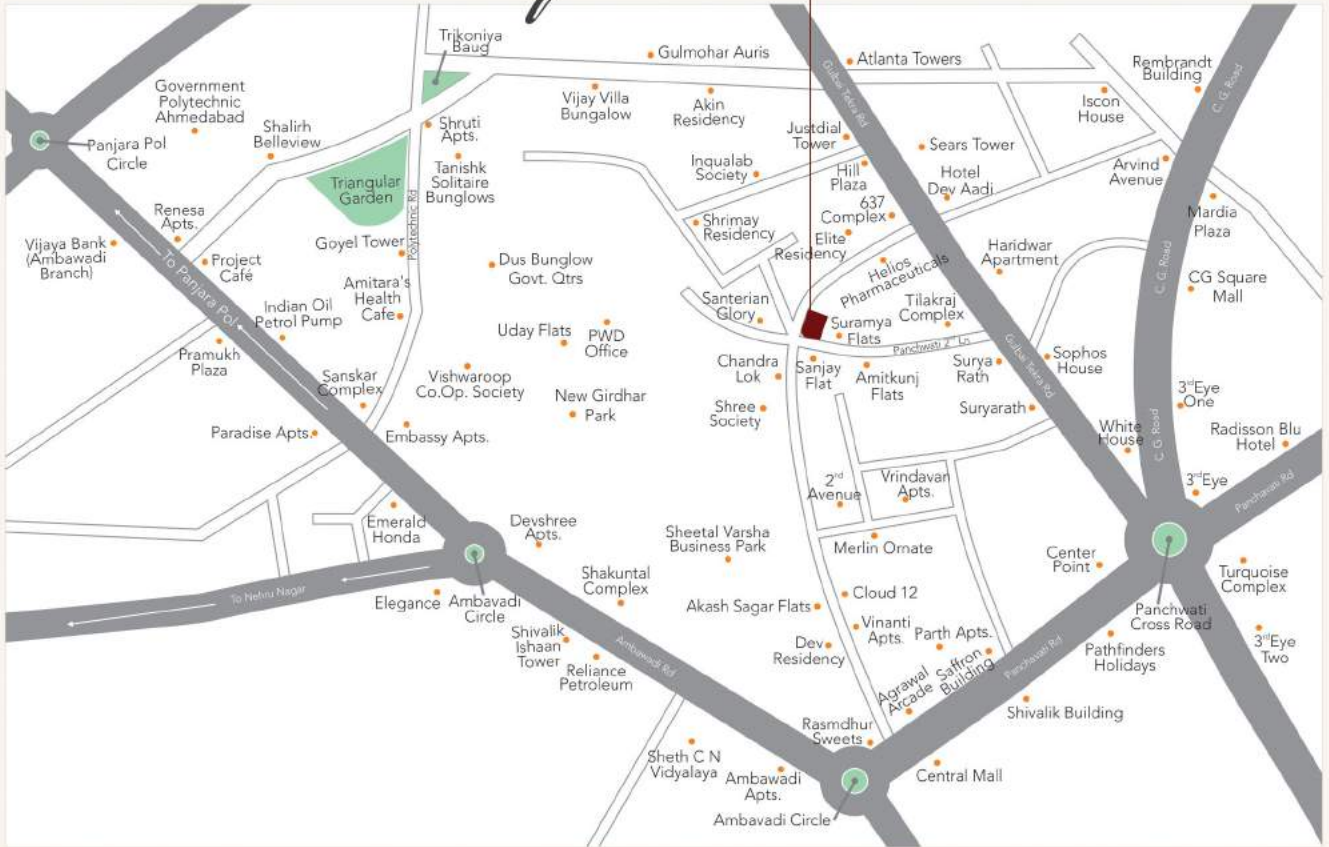 Trikoniya
Baug
Gulmohar Auris
Atlanta Towers
Rembrandt
Building
Government
Polytechnic
Ahmedabad
Vijay Villa
Bungalow
Akin
Residency
Gulbai Tekra Rd
Iscon
House
C. G. Road
Panjara Pol
Circle
Shalirh
Belleview
Shruti
Apts.
Tanishk
Solitaire
Bunglows
Justdial
Tower
Sears Tower
Inqualab
Society
Hill
Plaza
Hotel
Dev Aadi
Arvind
Avenue
Triangular
Garden
Polytechnic Rd
Renesa
Apts.
637
Complex
Mardia
Plaza
Shrimay
Residency
Elite
Residency
Vijaya Bank
(Ambawadi
Branch)
Goyel Tower
Project
Café
To Panjara Pol
Dus Bunglow
Govt. Qtrs
Helios
Pharmaceuticals
Haridwar
Apartment
C. G. Road
CG Square
Mall
Amitara's
Health
Cafe
Indian Oil
Petrol Pump
Santerian
Glory
Tilakraj
Complex
Uday Flats
PWD
Office
Suramya
Flats
Panchwati 2nd Ln
Gulbai Tekra Rd
Pramukh
Plaza
Chandra
Lok
Sanjay
Flat
Amitkunj
Flats
Surya
Rath
Sophos
House
Sanskar
Complex
Vishwaroop
Co.Op. Society
New Girdhar
Park
Shree
Society
Suryarath
3rdEye
One
Paradise Apts.
Embassy Apts.
White
House
C. G. Road
Radisson Blu
Hotel
2nd
Avenue
Vrindavan
Apts.
3rdEye
Panchavati Rd
Emerald
Honda
Devshree
Apts.
Sheetal Varsha
Business Park
Merlin Ornate
Center
Point
Turquoise
Complex
To Nehru Nagar
Elegance
Ambavadi
Circle
Shakuntal
Complex
Akash Sagar Flats
Cloud 12
Panchwati
Cross Road
Shivalik
Ishaan
Tower
Reliance
Petroleum
Ambawadi Rd
Dev
Residency
Vinanti
Apts.
Parth Apts.
Panchavati Rd
Pathfinders
Holidays
3rdEye
Two
Agrawal
Arcade
Saffron
Building
Shivalik Building
Rasmdhur
Sweets
Sheth C N
Vidyalaya
Ambawadi
Apts.
Central Mall
Ambavadi Circle